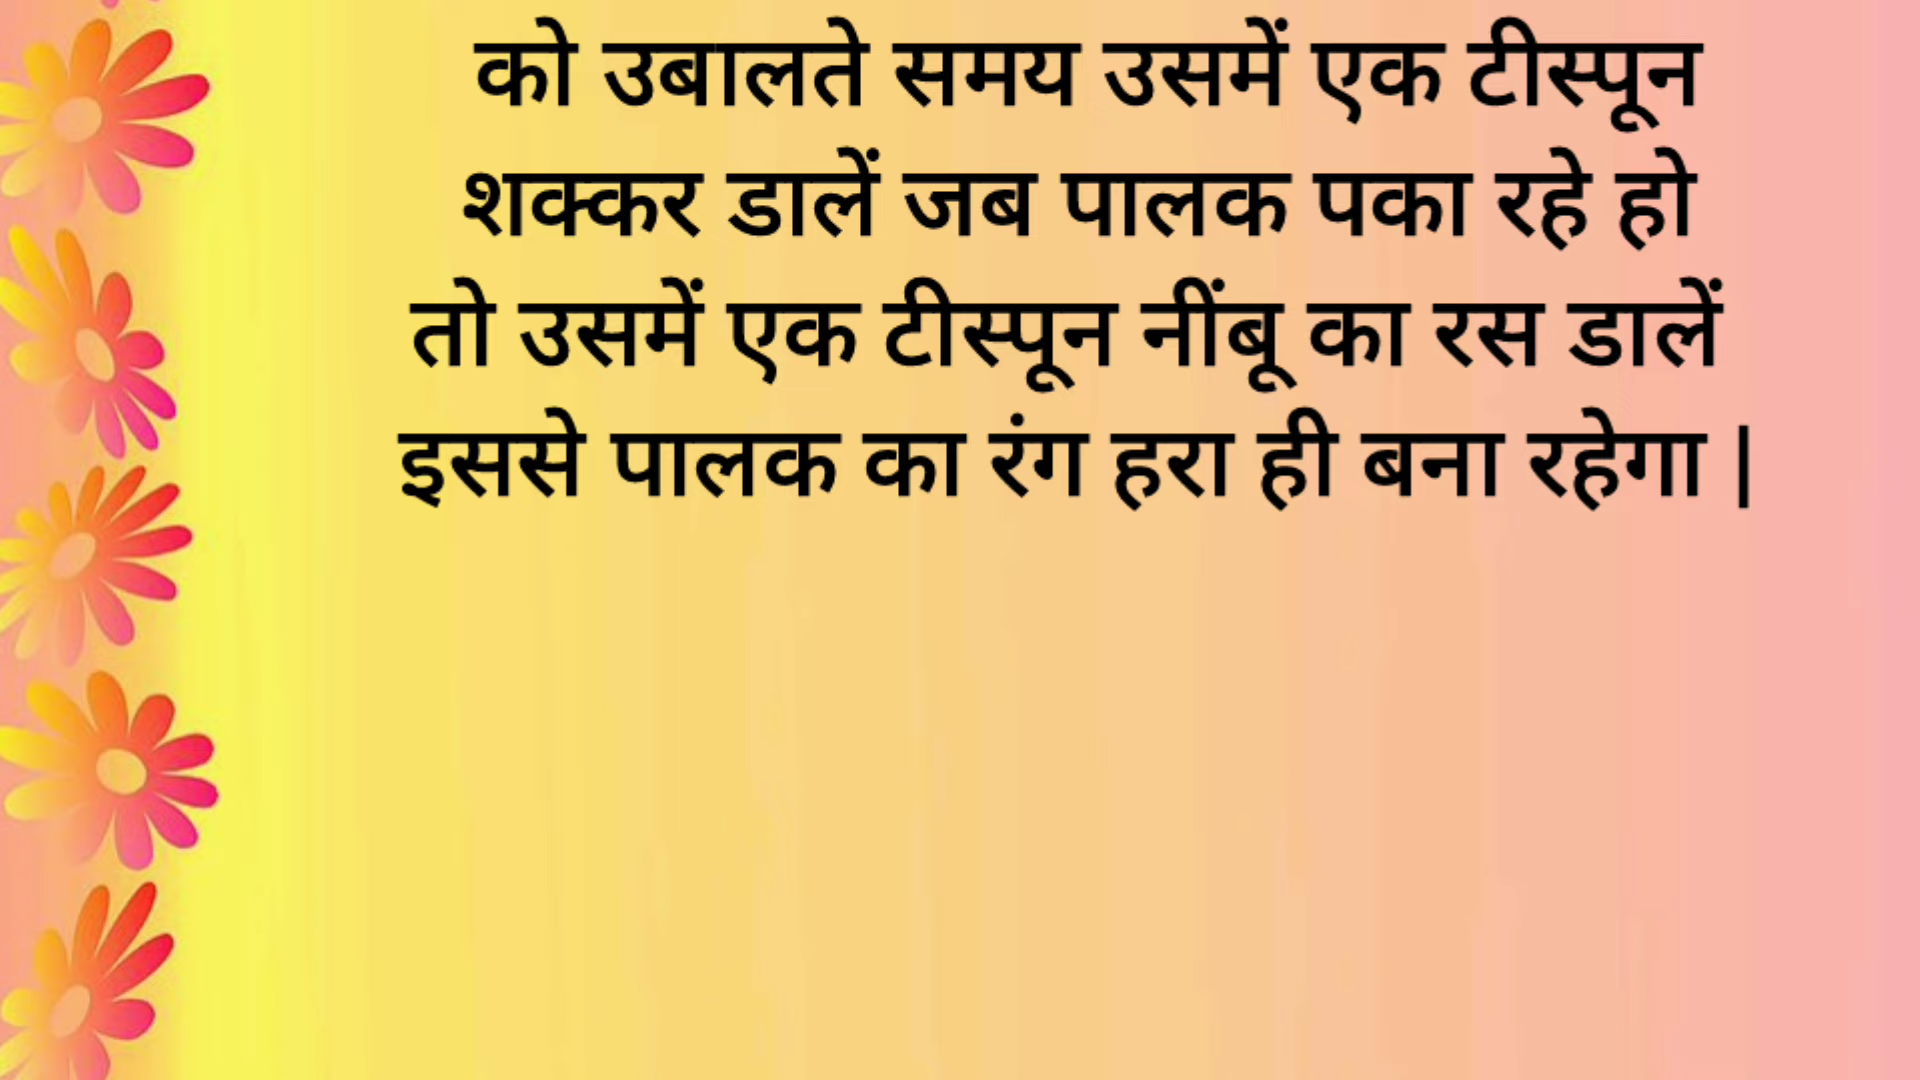 को उबालते समय उसमें एक टीस्पून
शक्कर डालें जब पालक पका रहे हो
तो उसमें एक टीस्पून नींबू का रस डालें
इससे पालक का रंग हरा ही बना रहेगा |